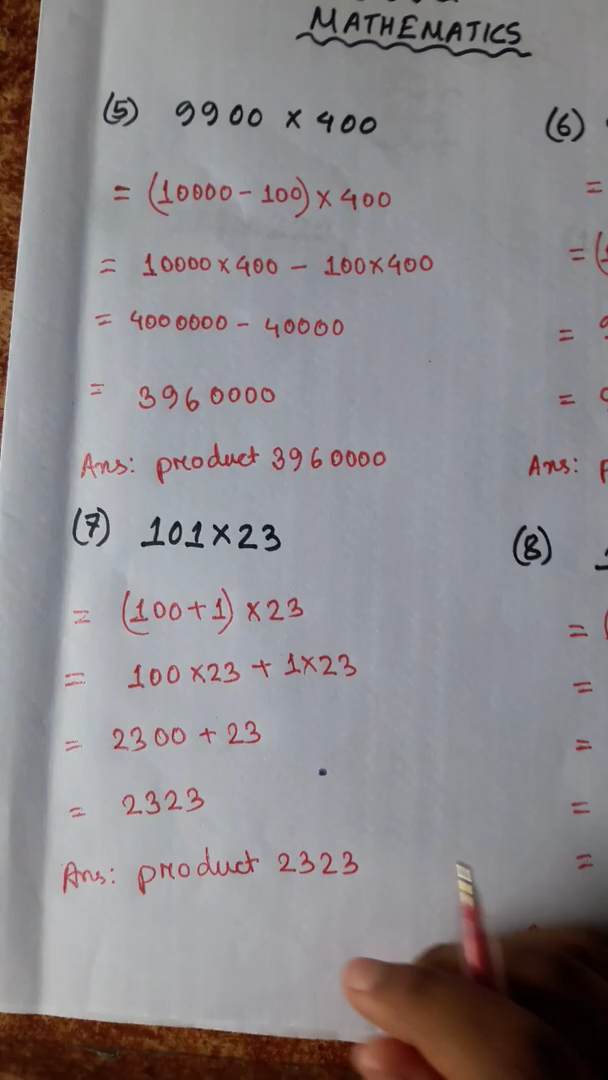 MATHEMATICS
(5) 9900 × 400
= (10000 - 100) × 400
= 10000 × 400 - 100 × 400
= 4000000 - 40000
= 3960000
Ans: product 3960000
(7) 101 × 23
= (100 + 1) × 23
= 100 × 23 + 1 × 23
= 2300 + 23
= 2323
Ans: product 2323
(6)
=
= (
=
=
Ans: p
(8)
= (
=
=
=
=